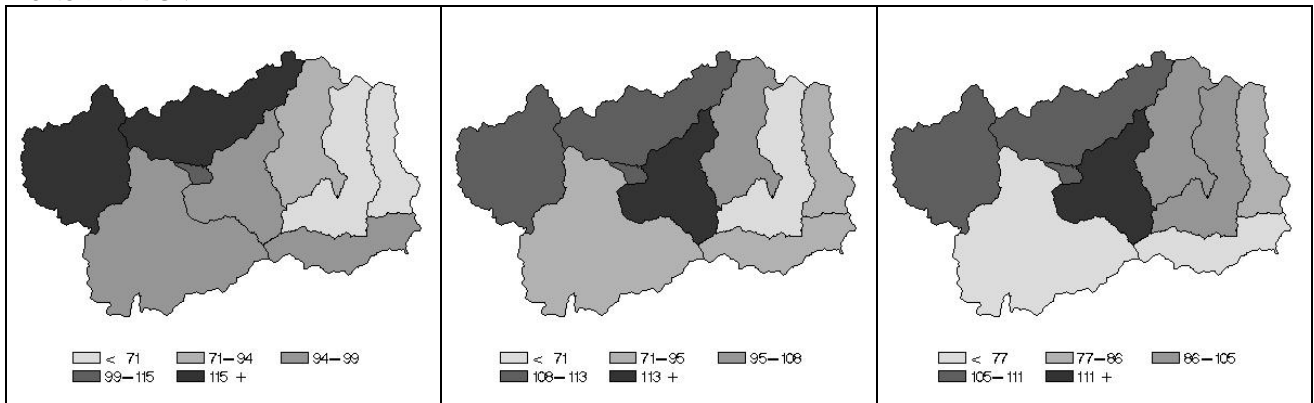 < 71 71–94 94–99
99–115 115 +
< 71 71–95 95–108
108–113 113 +
< 77 77–86 86–105
105–111 111 +